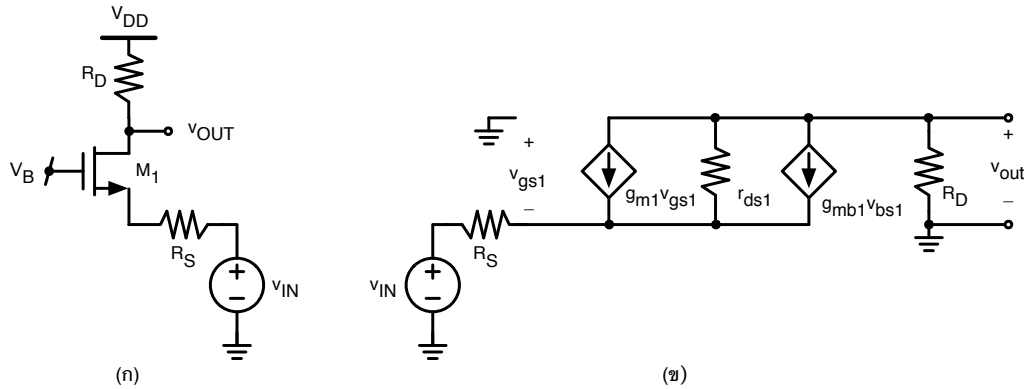 V_DD
R_D
v_OUT
V_B
M_1
R_S
v_IN
+
−
(ก)
+
v_gs1
−
g_m1v_gs1
r_ds1
g_mb1v_bs1
R_D
+
v_out
−
R_S
v_IN
+
−
(ข)